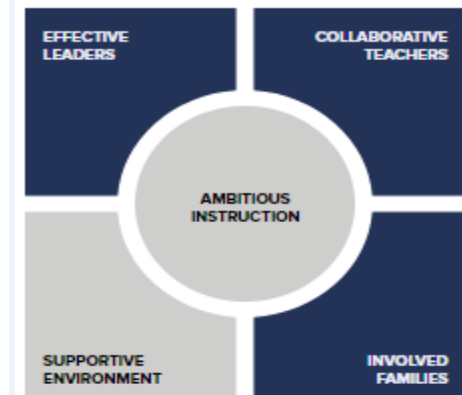 EFFECTIVE
LEADERS
COLLABORATIVE
TEACHERS
AMBITIOUS
INSTRUCTION
SUPPORTIVE
ENVIRONMENT
INVOLVED
FAMILIES